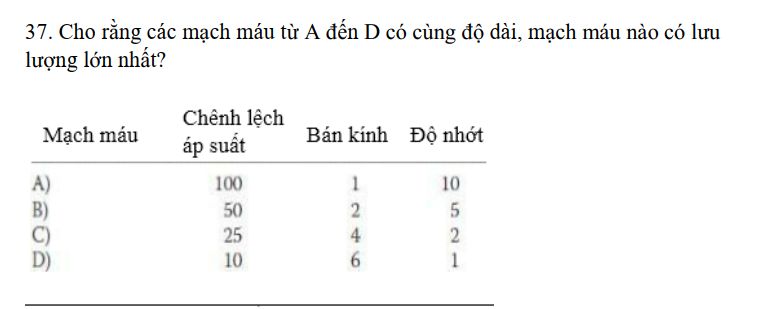 37. Cho rằng các mạch máu từ A đến D có cùng độ dài, mạch máu nào có lưu
lượng lớn nhất?
Mạch máu Chênh lệch áp suất Bán kính Độ nhớt
A) 100 1 10
B) 50 2 5
C) 25 4 2
D) 10 6 1